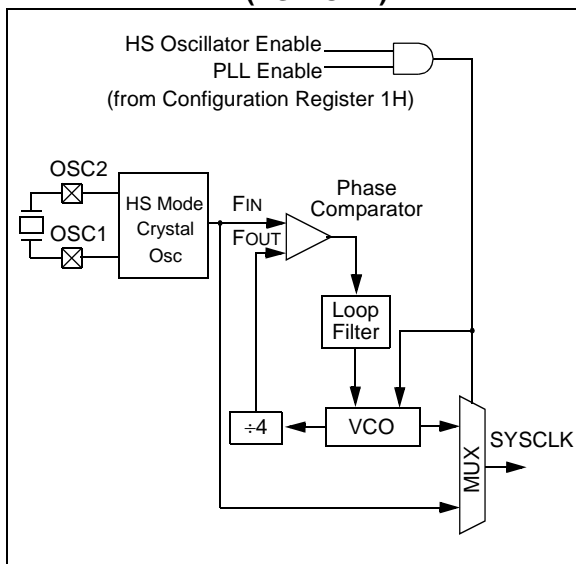 HS Oscillator Enable
PLL Enable
(from Configuration Register 1H)
OSC2
OSC1
HS Mode
Crystal
Osc
FIN
FOUT
Phase
Comparator
Loop
Filter
÷4
VCO
MUX
SYSCLK